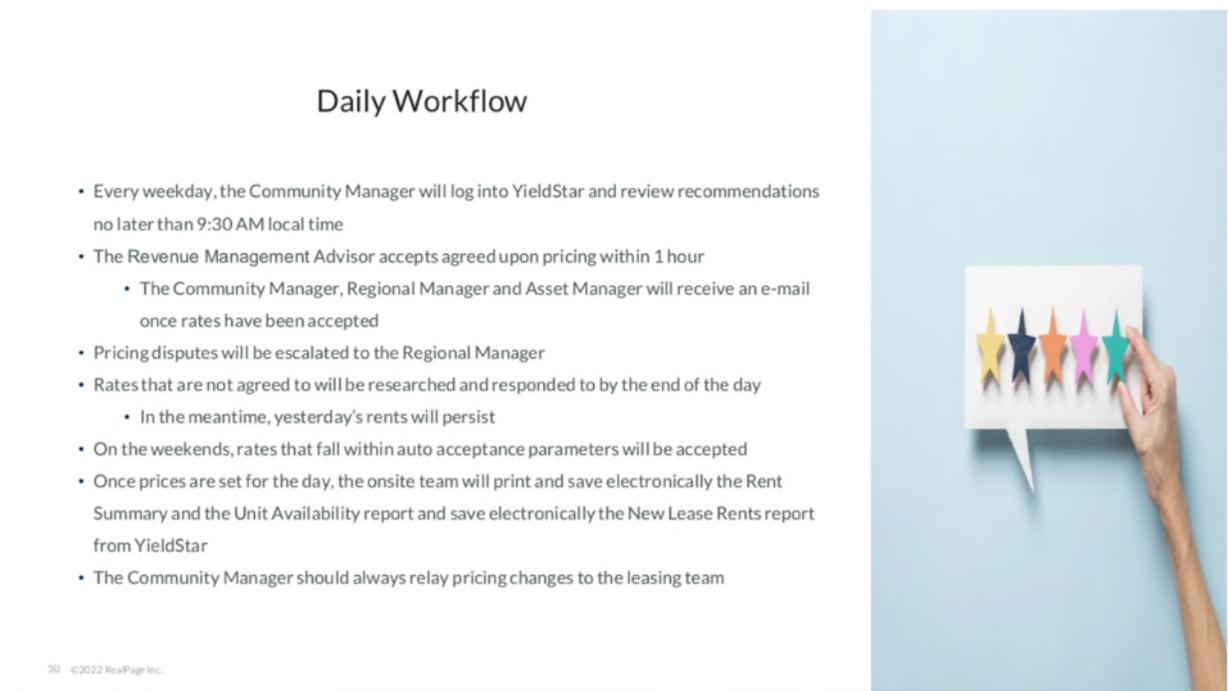 Daily Workflow
• Every weekday, the Community Manager will log into YieldStar and review recommendations
no later than 9:30 AM local time
• The Revenue Management Advisor accepts agreed upon pricing within 1 hour
• The Community Manager, Regional Manager and Asset Manager will receive an e-mail
once rates have been accepted
• Pricing disputes will be escalated to the Regional Manager
• Rates that are not agreed to will be researched and responded to by the end of the day
• In the meantime, yesterday's rents will persist
• On the weekends, rates that fall within auto acceptance parameters will be accepted
• Once prices are set for the day, the onsite team will print and save electronically the Rent
Summary and the Unit Availability report and save electronically the New Lease Rents report
from YieldStar
• The Community Manager should always relay pricing changes to the leasing team
30 ©2022 RealPage Inc.